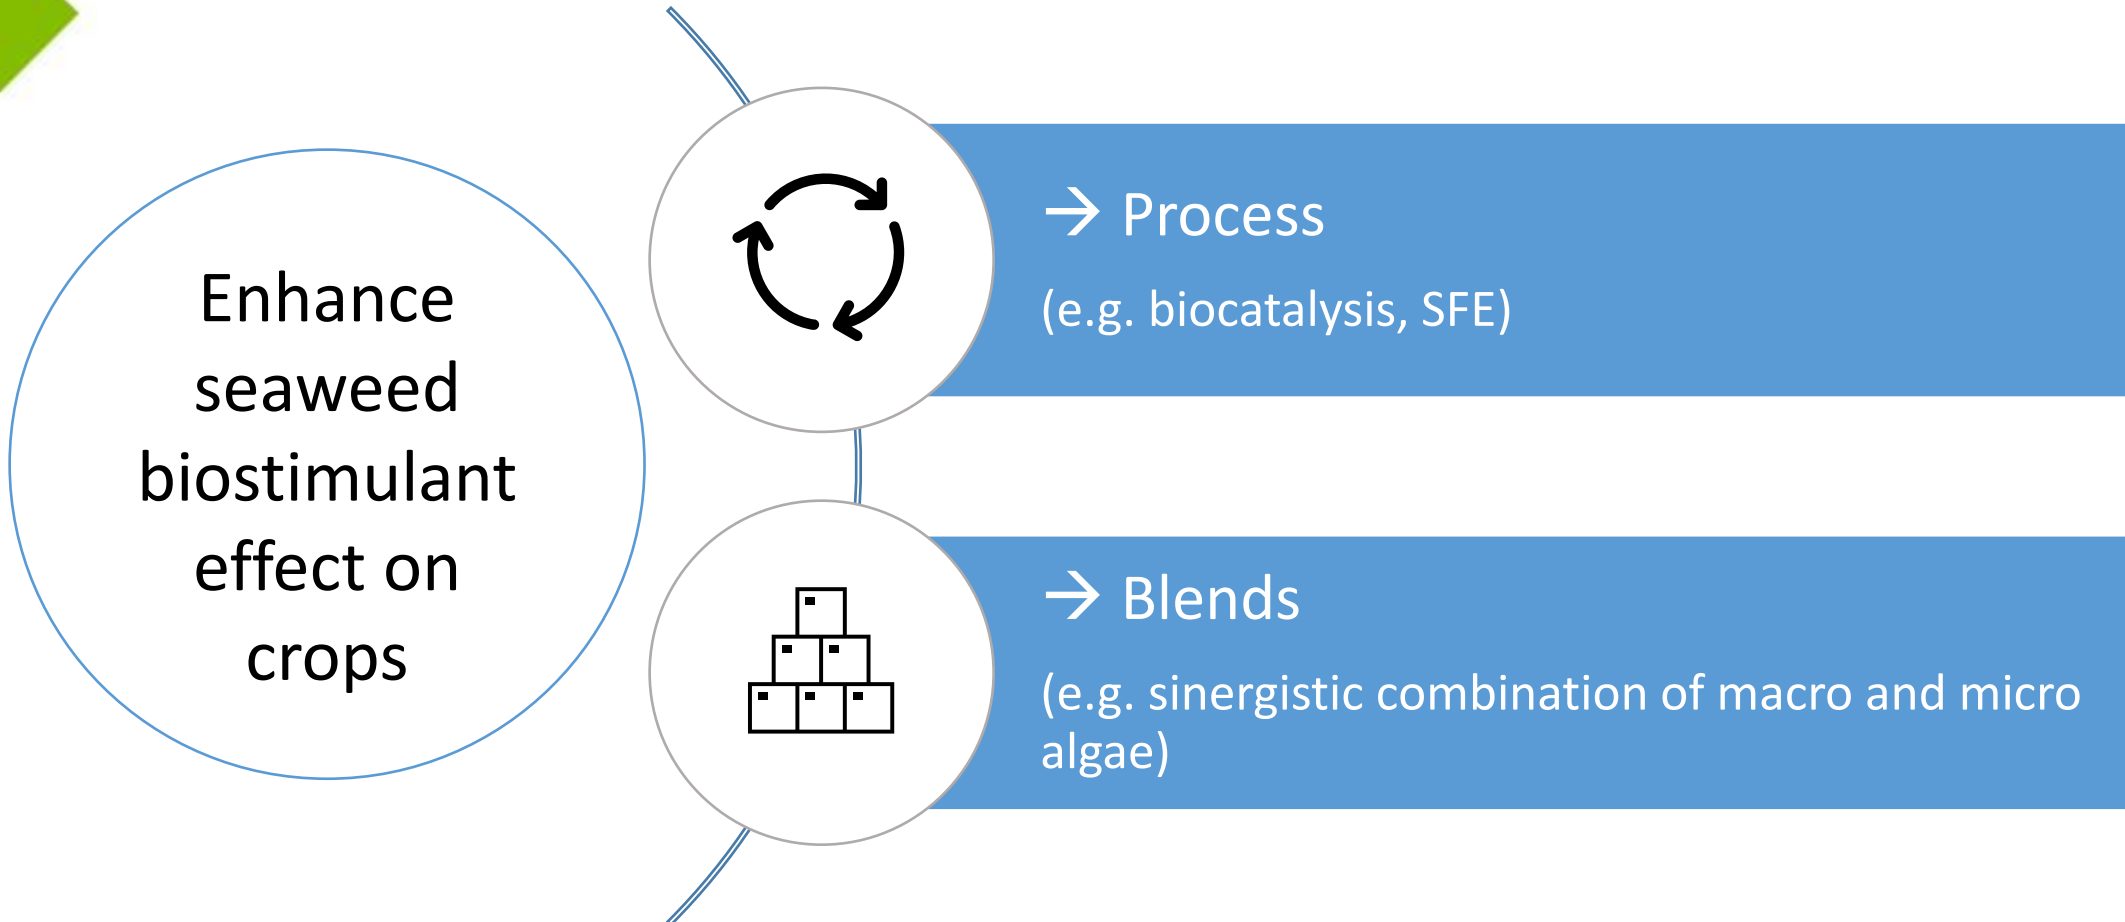 Enhance
seaweed
biostimulant
effect on
crops
→ Process
(e.g. biocatalysis, SFE)
→ Blends
(e.g. sinergistic combination of macro and micro
algae)